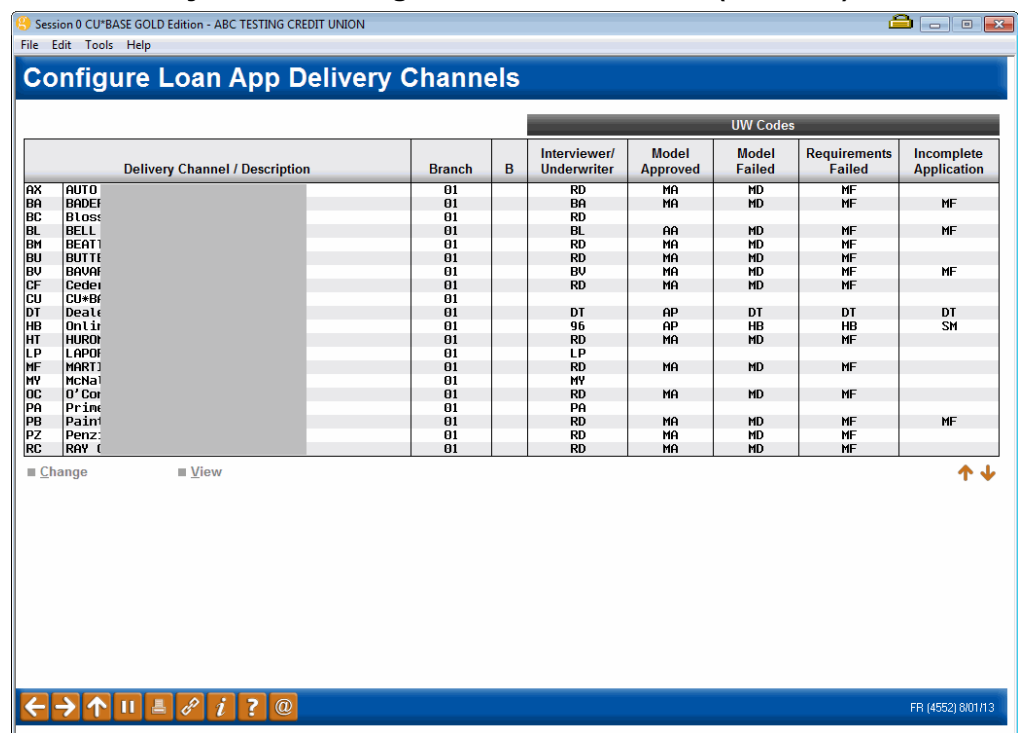 Session 0 CU*BASE GOLD Edition - ABC TESTING CREDIT UNION
File Edit Tools Help
Configure Loan App Delivery Channels
UW Codes
Delivery Channel / Description Branch B Interviewer/ Underwriter Model Approved Model Failed Requirements Failed Incomplete Application
AX AUTO 01 RD MA MD MF
BA BADER 01 BA MA MD MF MF
BC Bloss 01 RD
BL BELL 01 BL AA MD MF MF
BM BEATT 01 RD MA MD MF
BU BUTTE 01 RD MA MD MF
BV BAVAR 01 BV MA MD MF MF
CF Ceder 01 RD MA MD MF
CU CU*BA 01
DT Deale 01 DT AP DT DT DT
HB Onlin 01 96 AP HB HB SM
HT HURON 01 RD MA MD MF
LP LAPOR 01 LP
MF MARTI 01 RD MA MD MF
MY McNal 01 MY
OC O'Con 01 RD MA MD MF
PA Prime 01 PA
PB Paint 01 RD MA MD MF MF
PZ Penz 01 RD MA MD MF
RC RAY 01 RD MA MD MF
Change View
FR (4552) 8/01/13